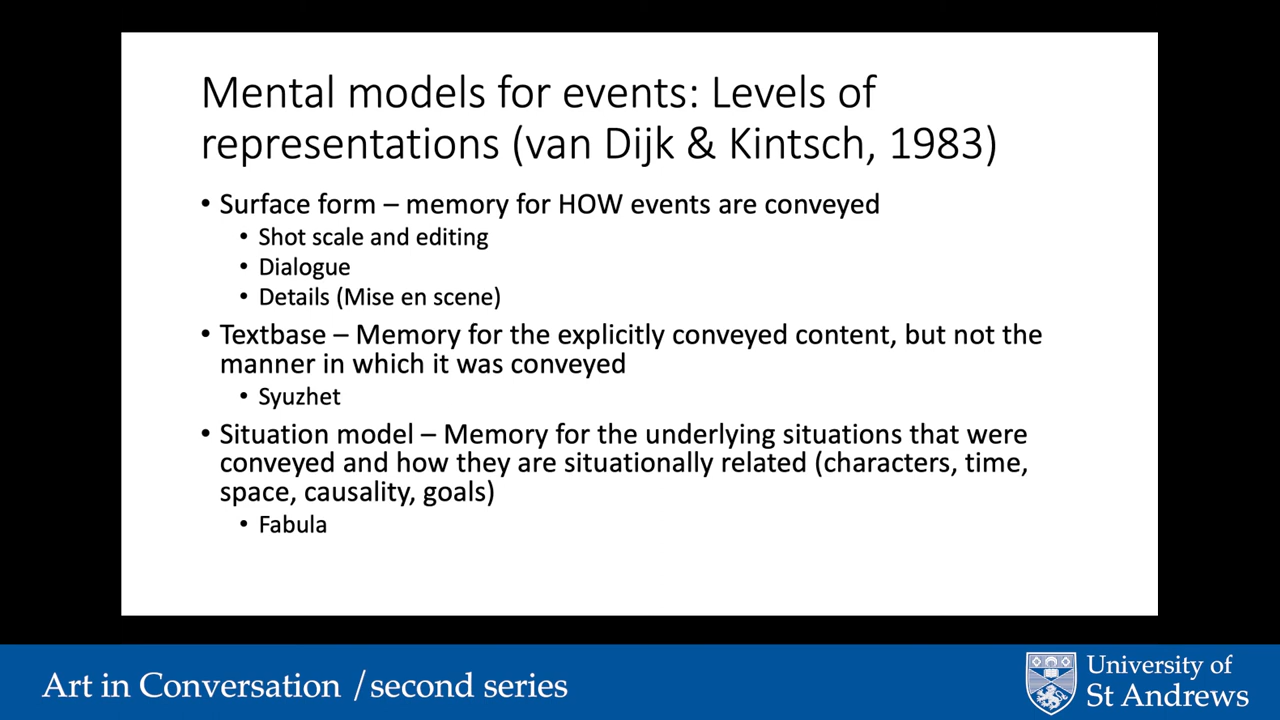 Mental models for events: Levels of
representations (van Dijk & Kintsch, 1983)
• Surface form – memory for HOW events are conveyed
• Shot scale and editing
• Dialogue
• Details (Mise en scene)
• Textbase – Memory for the explicitly conveyed content, but not the
manner in which it was conveyed
• Syuzhet
• Situation model – Memory for the underlying situations that were
conveyed and how they are situationally related (characters, time,
space, causality, goals)
• Fabula
Art in Conversation / second series
University of
St Andrews